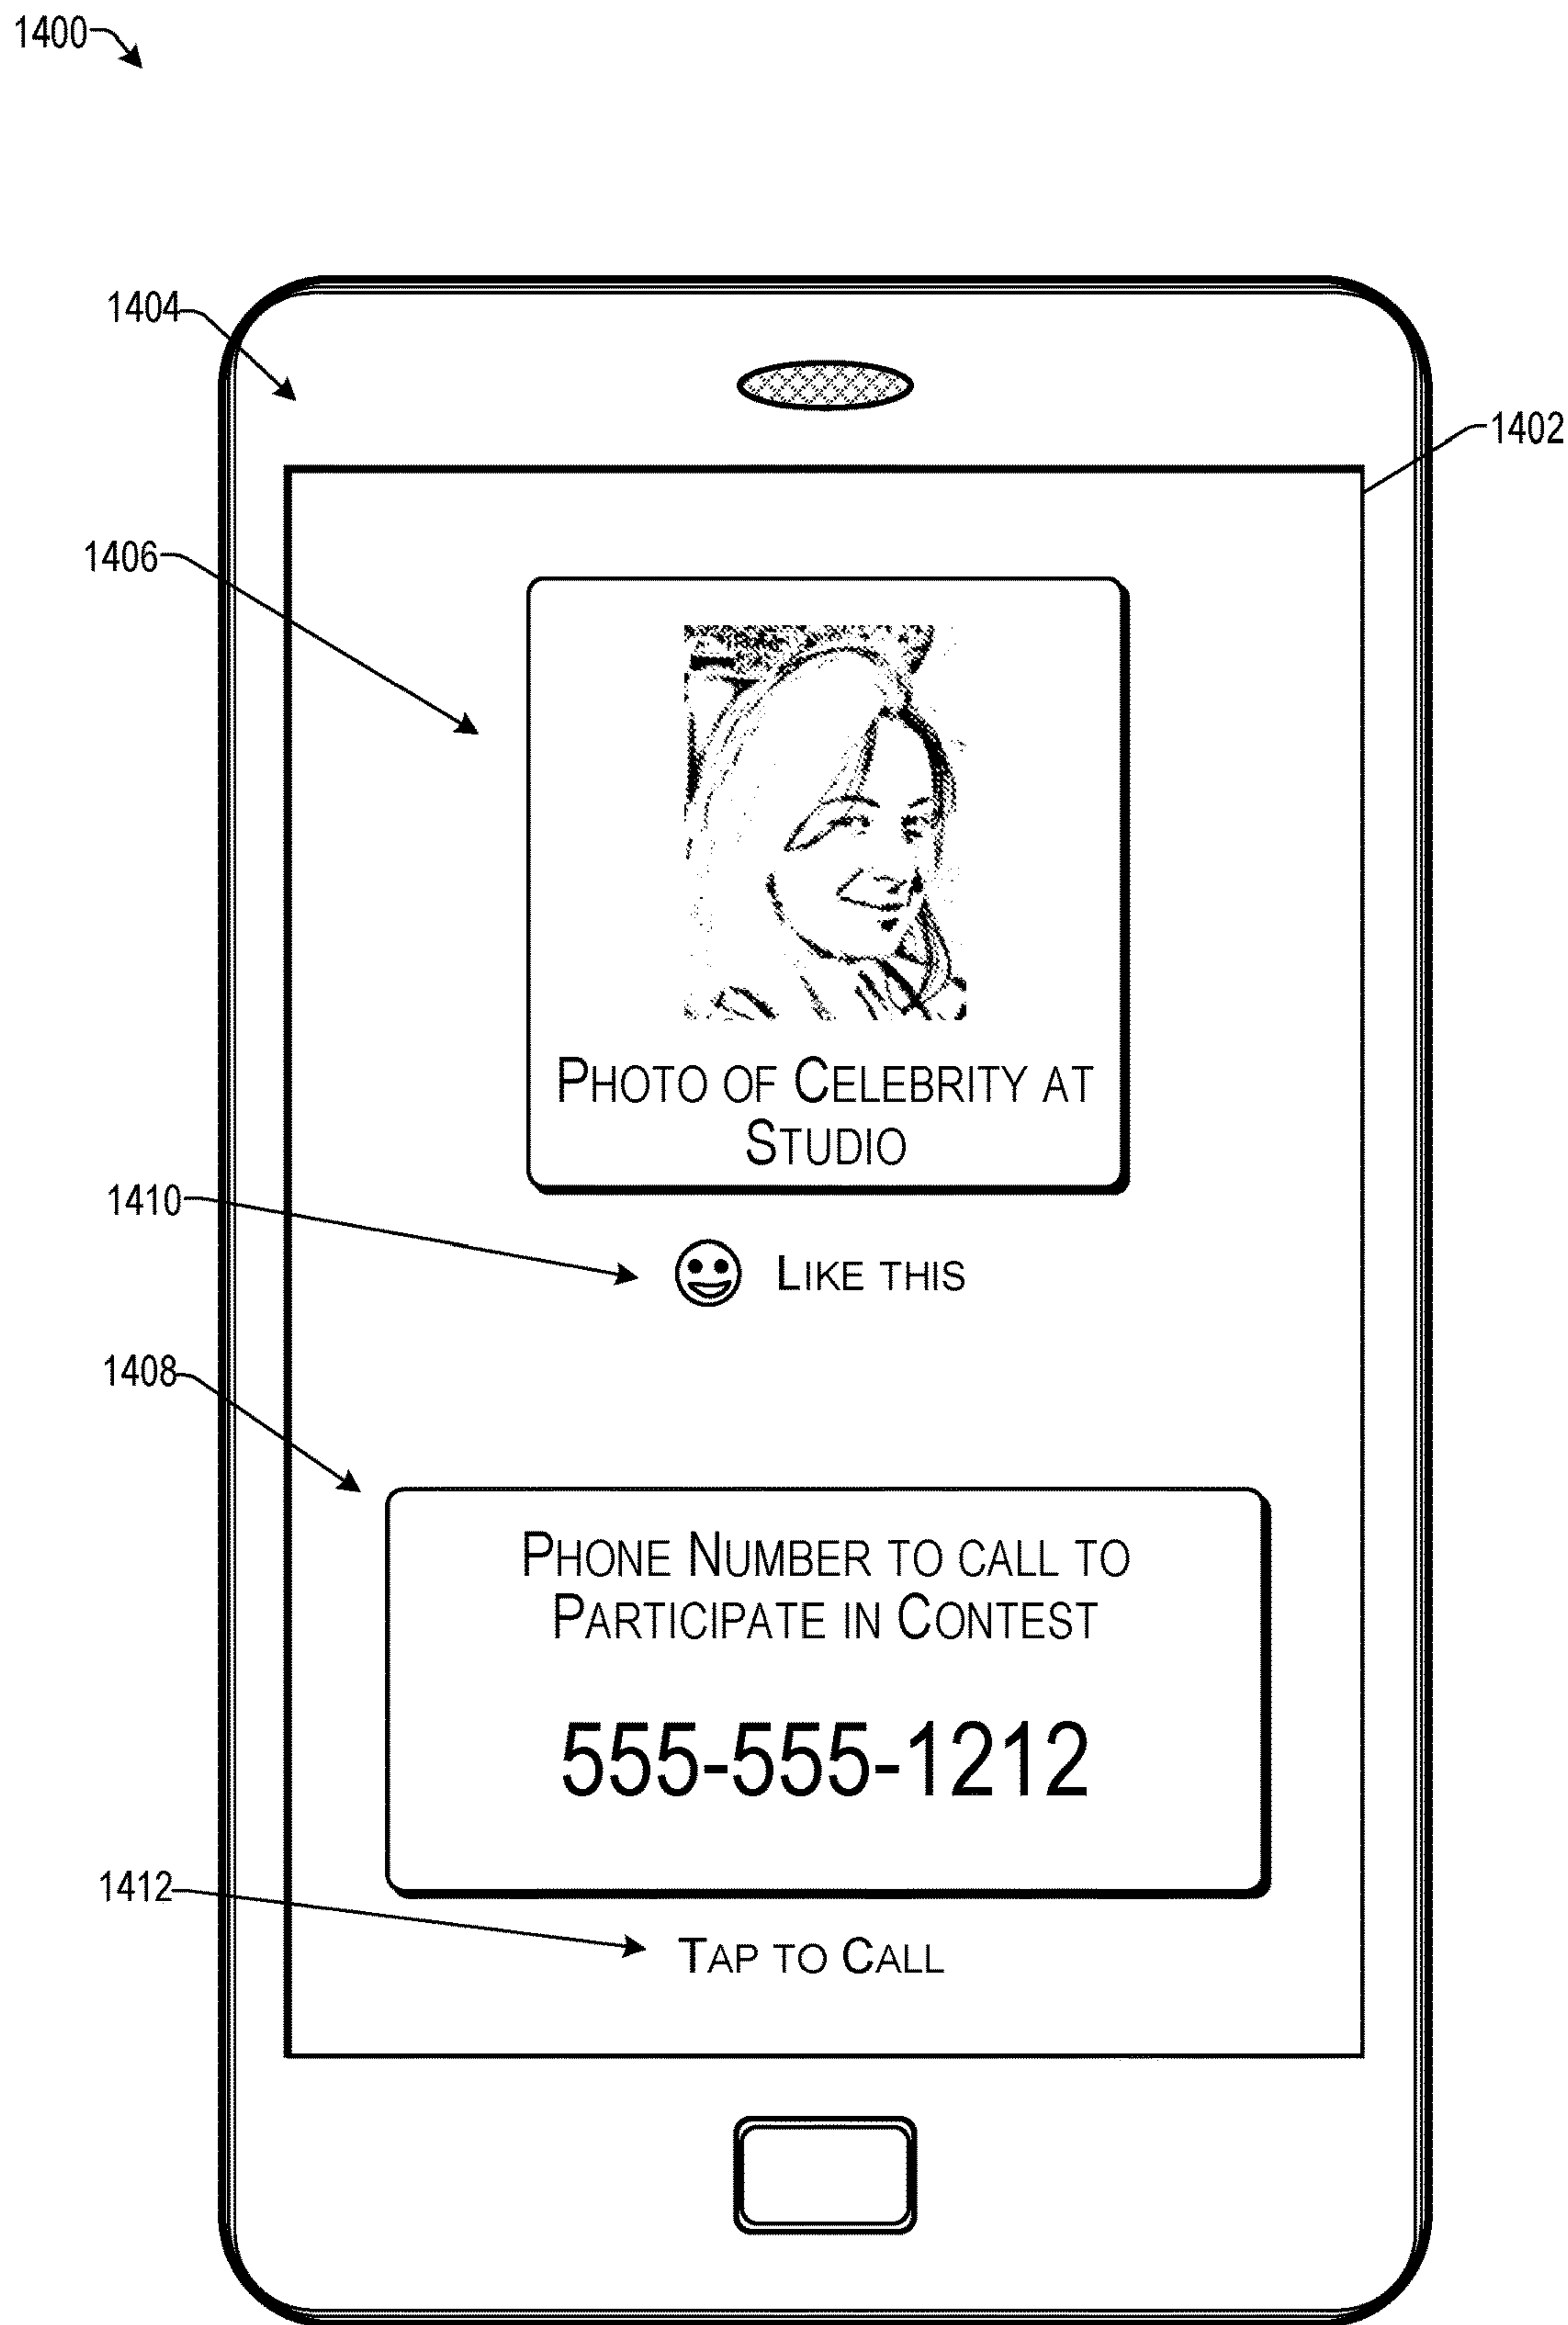 1400
1404
1402
1406
PHOTO OF CELEBRITY AT
STUDIO
1410
LIKE THIS
1408
PHONE NUMBER TO CALL TO
PARTICIPATE IN CONTEST
555-555-1212
1412
TAP TO CALL